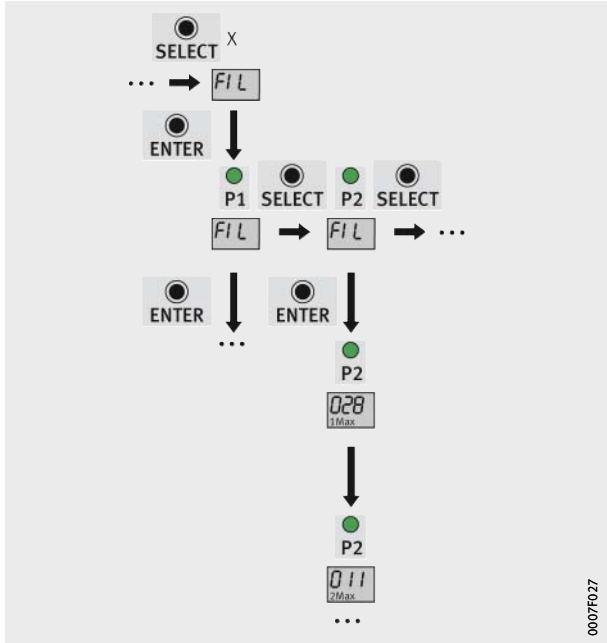 SELECT X
... FIL
ENTER
P1 SELECT P2 SELECT
FIL FIL ...
ENTER ENTER
...
P2
028
1Max
P2
011
2Max
...
0007F027